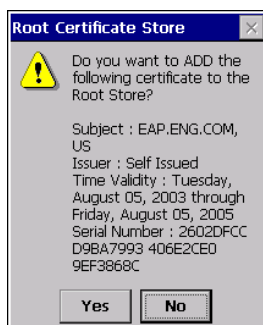 Root Certificate Store
Do you want to ADD the
following certificate to the
Root Store?
Subject : EAP.ENG.COM,
US
Issuer : Self Issued
Time Validity : Tuesday,
August 05, 2003 through
Friday, August 05, 2005
Serial Number : 2602DFCC
D9BA7993 406E2CE0
9EF3868C
Yes No